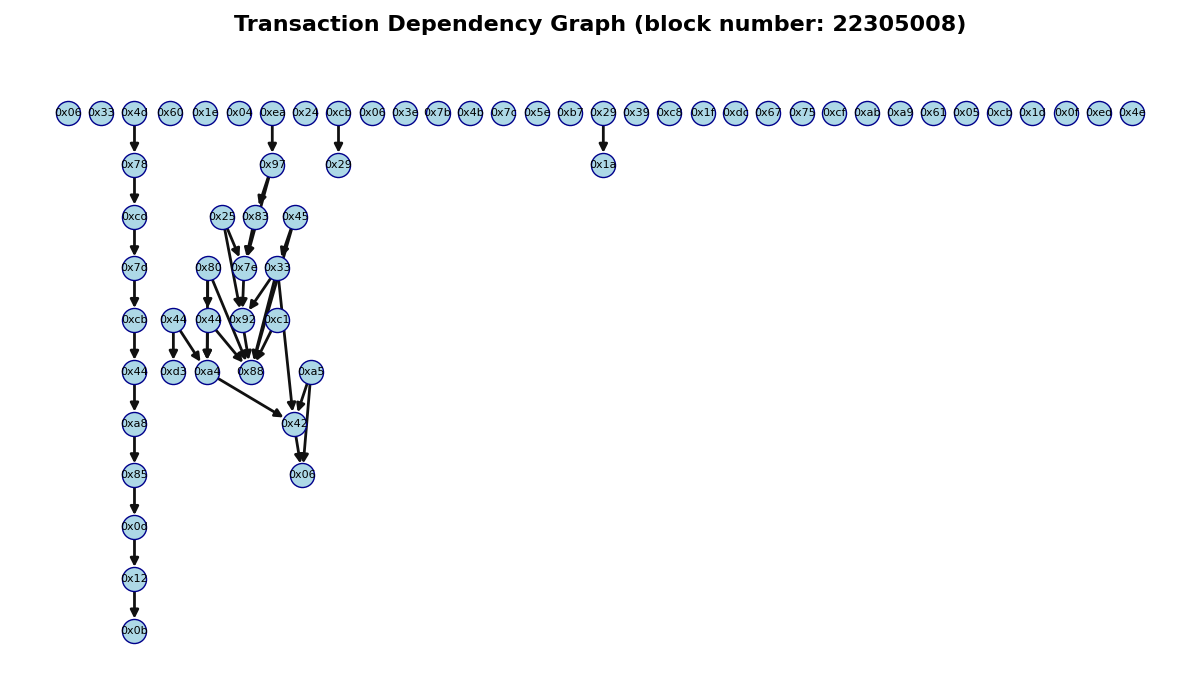 Transaction Dependency Graph (block number: 22305008)
0x06 0x33 0x4d 0x60 0x1e 0x04 0xea 0x24 0xcb 0x06 0x3e 0x7b 0x4b 0x7c 0x5e 0xb7 0x29 0x39 0xc8 0x1f 0xdc 0x67 0x75 0xcf 0xab 0xa9 0x61 0x05 0xcb 0x1d 0x0f 0xed 0x4e
0x78 0x97 0x29 0x1a
0xcd 0x25 0x83 0x45
0x7d 0x80 0x7e 0x33
0xcb 0x44 0x44 0x92 0xc1
0x44 0xd3 0xa4 0x88 0xa5
0xa8 0x42
0x85 0x06
0x0d
0x12
0x0b